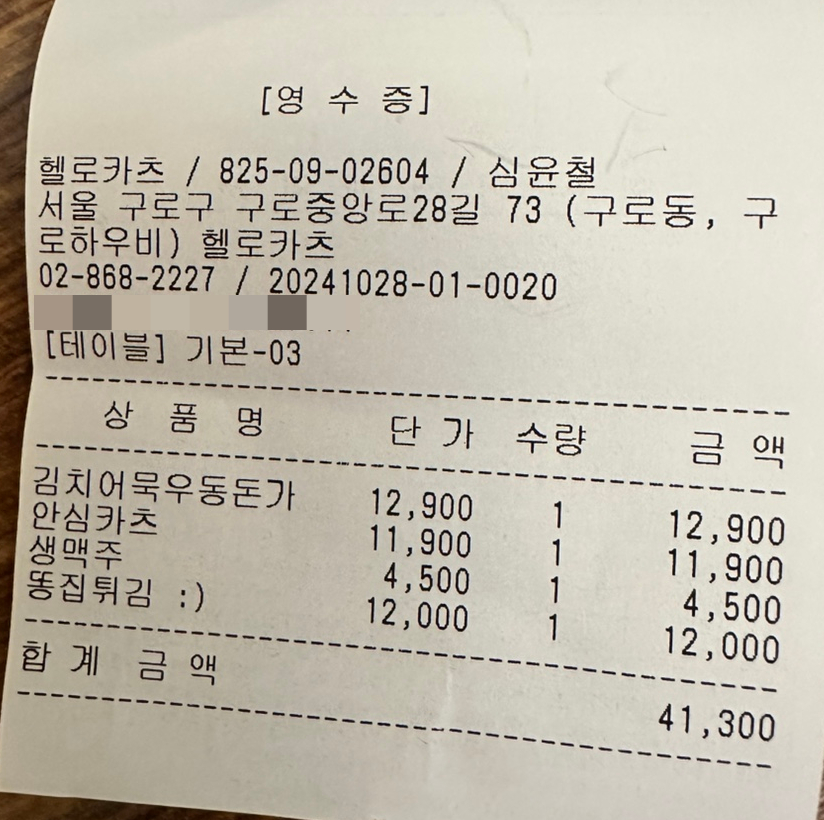 [영 수 증]
헬로카츠 / 825-09-02604 / 심윤철
서울 구로구 구로중앙로28길 73 (구로동, 구
로하우비) 헬로카츠
02-868-2227 / 20241028-01-0020
[테이블] 기본-03
상 품 명 단 가 수량 금 액
김치어묵우동돈가 12,900 1 12,900
안심카츠 11,900 1 11,900
생맥주 4,500 1 4,500
똥집튀김 :) 12,000 1 12,000
합 계 금 액 41,300